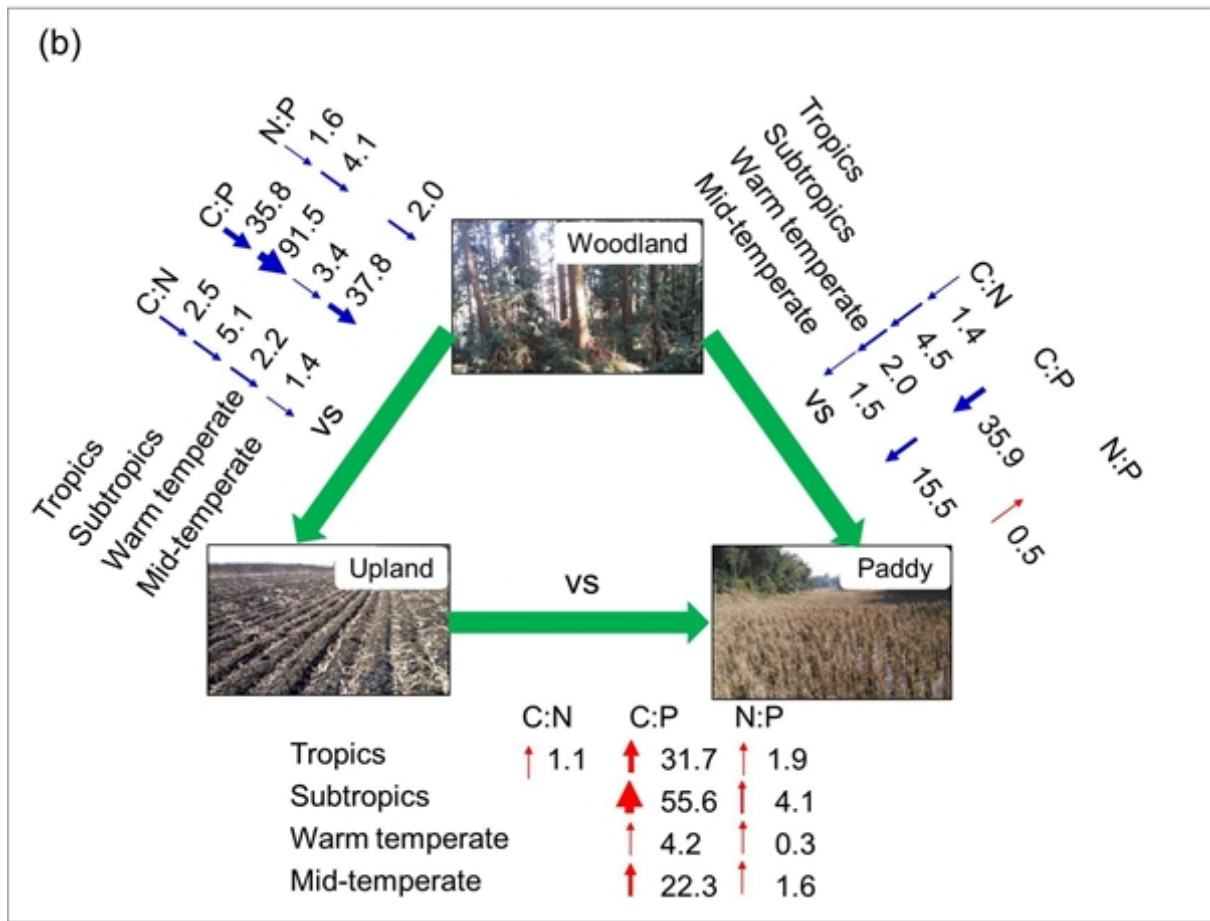 (b)
N:P
1.6
4.1
2.0
C:P
35.8
91.5
3.4
37.8
C:N
2.5
5.1
2.2
1.4
vs
Tropics
Subtropics
Warm temperate
Mid-temperate
Tropics
Subtropics
Warm temperate
Mid-temperate
vs
C:N
1.4
4.5
2.0
1.5
C:P
35.9
15.5
N:P
0.5
Woodland
Upland
vs
Paddy
C:N C:P N:P
Tropics 1.1 31.7 1.9
Subtropics 55.6 4.1
Warm temperate 4.2 0.3
Mid-temperate 22.3 1.6